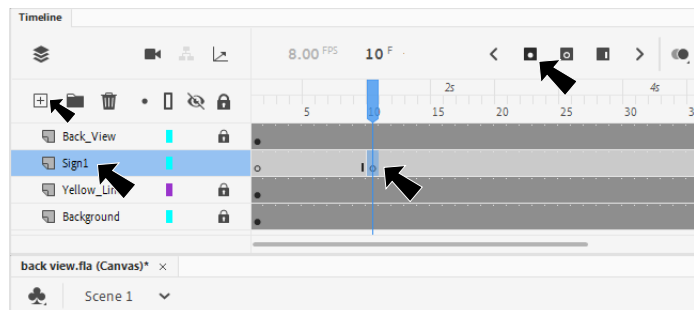 Timeline
8.00 FPS 10 F
2s 4s
5 10 15 20 25 30
Back_View
Sign1
Background
back view.fla (Canvas)* ×
Scene 1